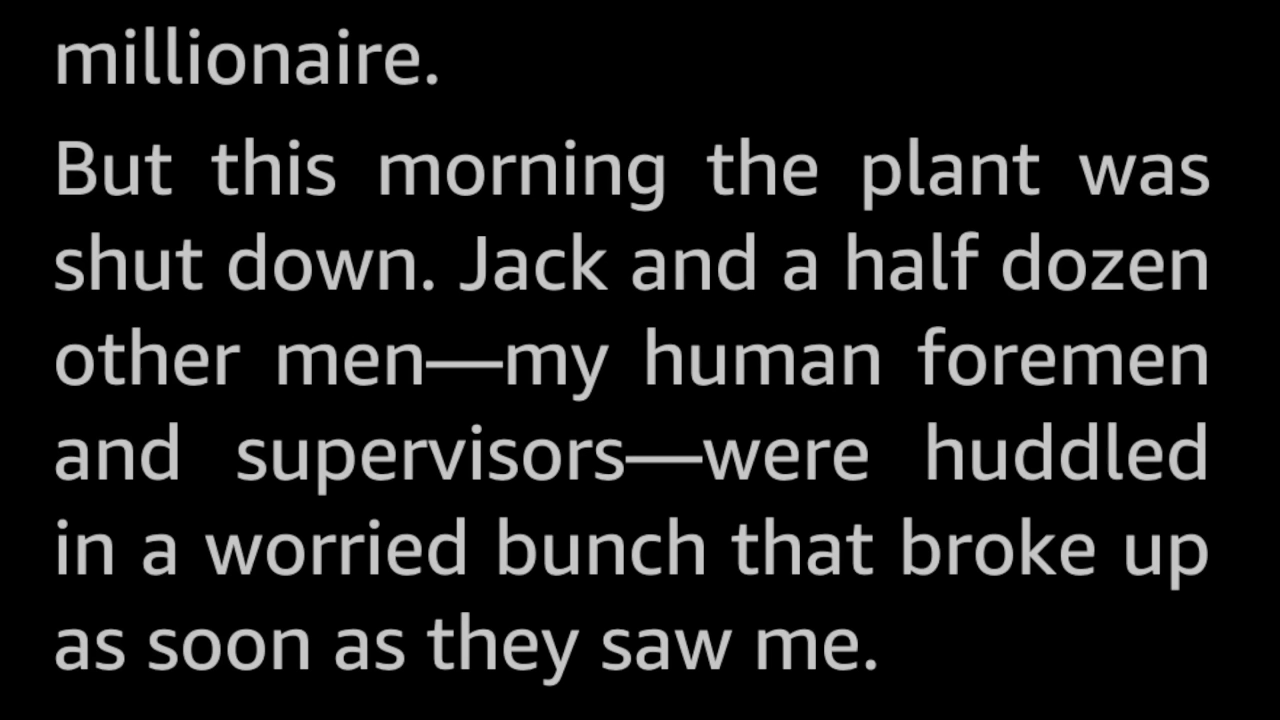 millionaire.
But this morning the plant was
shut down. Jack and a half dozen
other men—my human foremen
and supervisors—were huddled
in a worried bunch that broke up
as soon as they saw me.